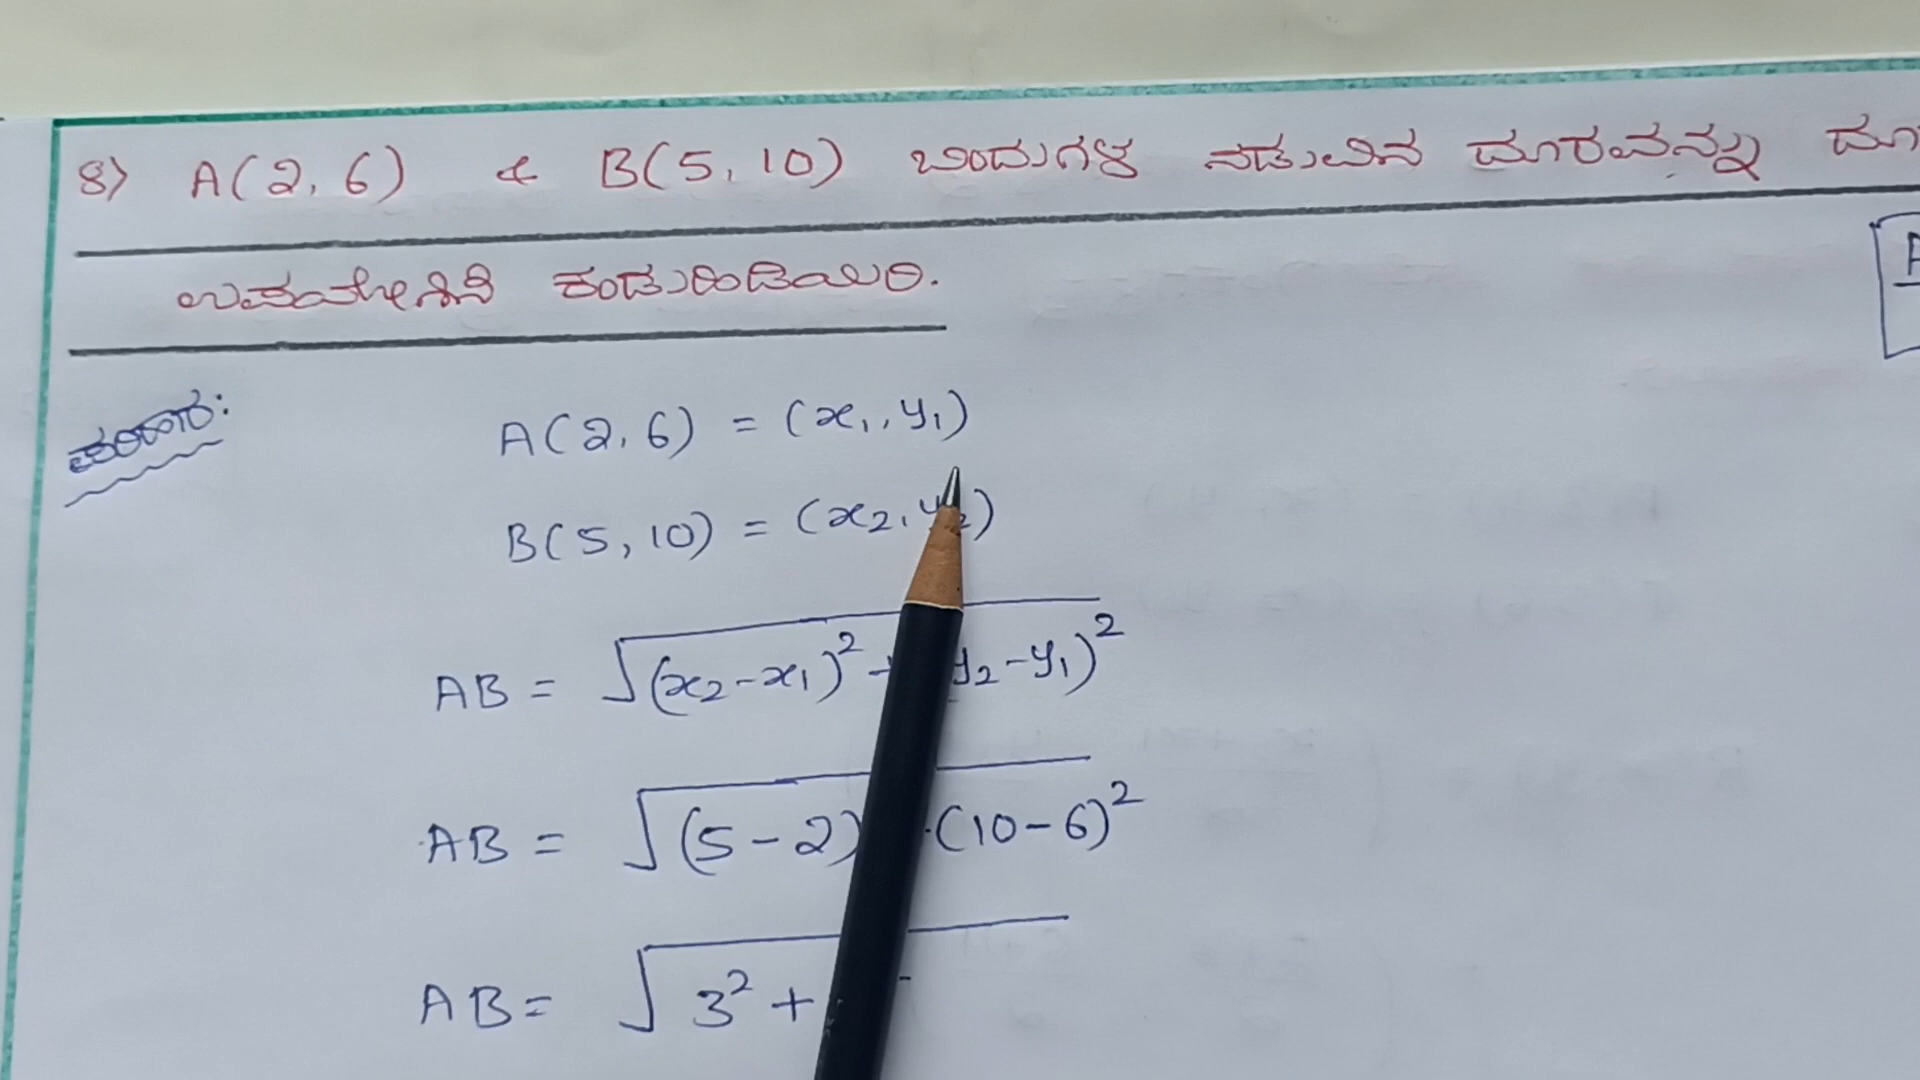 8) A(2, 6) & B(5, 10) ಬಿಂದುಗಳ ನಡುವಿನ ದೂರವನ್ನು ದೂ
ಉಪಯೋಗಿಸಿ ಕಂಡುಹಿಡಿಯಿರಿ.
ಪರಿಹಾರ:
A(2, 6) = (x₁, y₁)
B(5, 10) = (x₂, y₂)
AB = √(x₂-x₁)² + (y₂-y₁)²
AB = √(5-2) (10-6)²
AB = √3² +